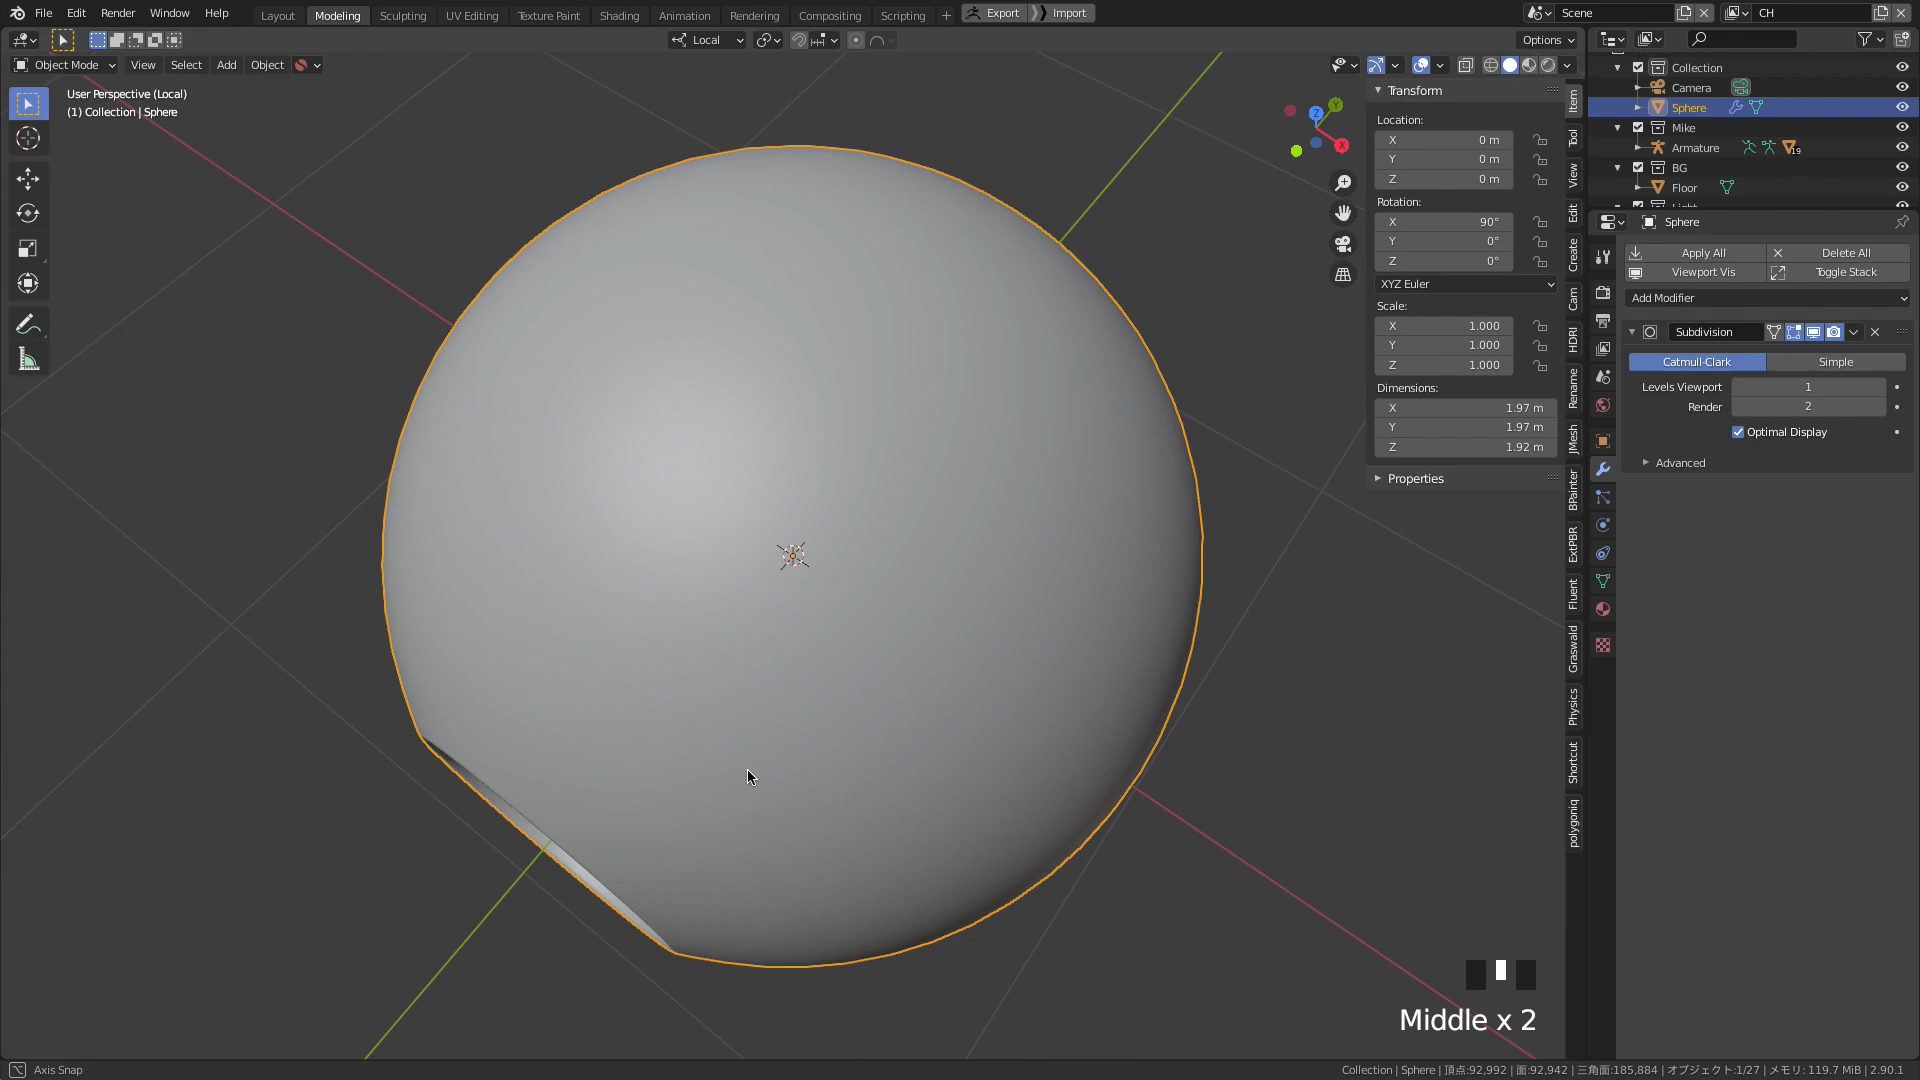 File Edit Render Window Help Layout Modeling Sculpting UV Editing Texture Paint Shading Animation Rendering Compositing Scripting + Export Import Scene CH
Local Options
Object Mode View Select Add Object
User Perspective (Local)
(1) Collection | Sphere
Z Y X
Transform
Location:
X 0 m
Y 0 m
Z 0 m
Rotation:
X 90°
Y 0°
Z 0°
XYZ Euler
Scale:
X 1.000
Y 1.000
Z 1.000
Dimensions:
X 1.97 m
Y 1.97 m
Z 1.92 m
Properties
Item
Tool
View
Edit
Create
Cam
HDRI
Rename
JMesh
BPainter
ExtPBR
Fluent
Graswald
Physics
Shortcut
polygoniq
Collection
Camera
Sphere
Mike
Armature 19
BG
Floor
Sphere
Apply All Delete All
Viewport Vis Toggle Stack
Add Modifier
Subdivision
Catmull-Clark Simple
Levels Viewport 1
Render 2
Optimal Display
Advanced
Middle x 2
Axis Snap
Collection | Sphere | 頂点:92,992 | 面:92,942 | 三角面:185,884 | オブジェクト:1/27 | メモリ: 119.7 MiB | 2.90.1